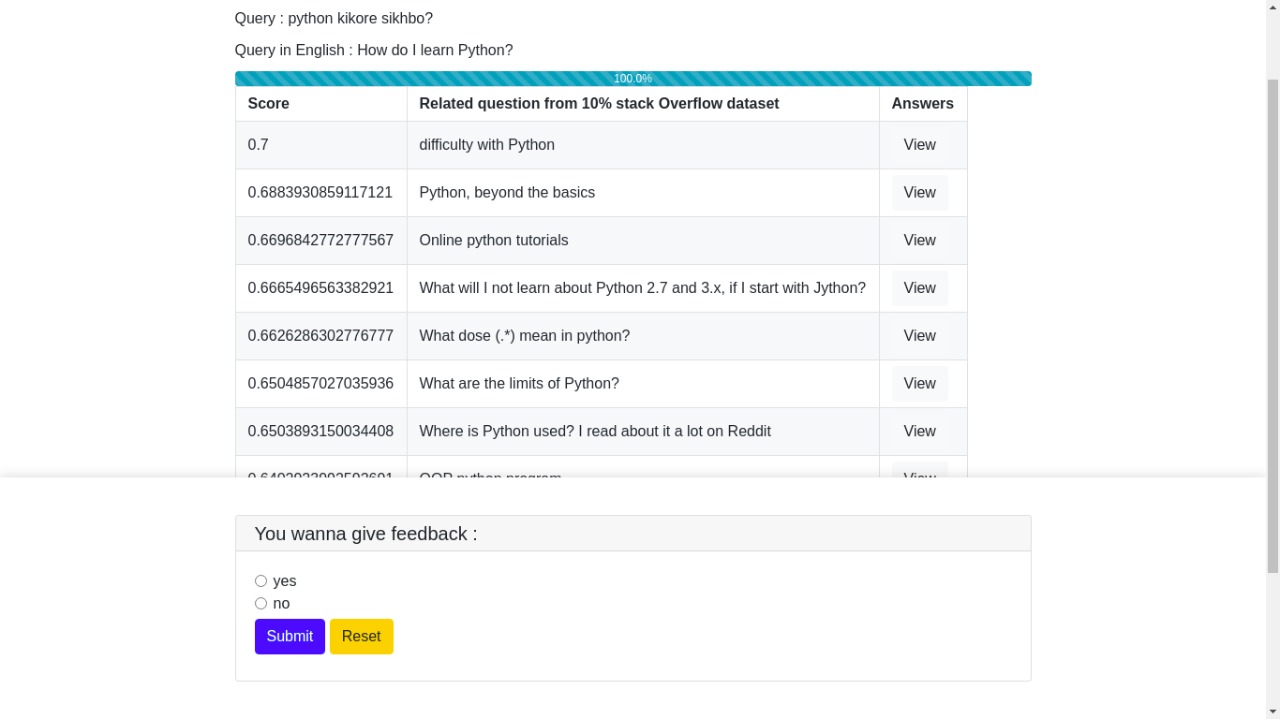 Query : python kikore sikhbo?
Query in English : How do I learn Python?
100.0%
Score Related question from 10% stack Overflow dataset Answers
0.7 difficulty with Python View
0.6883930859117121 Python, beyond the basics View
0.6696842772777567 Online python tutorials View
0.6665496563382921 What will I not learn about Python 2.7 and 3.x, if I start with Jython? View
0.6626286302776777 What dose (.*) mean in python? View
0.6504857027035936 What are the limits of Python? View
0.6503893150034408 Where is Python used? I read about it a lot on Reddit View
OOP python program View
You wanna give feedback :
yes
no
Submit Reset